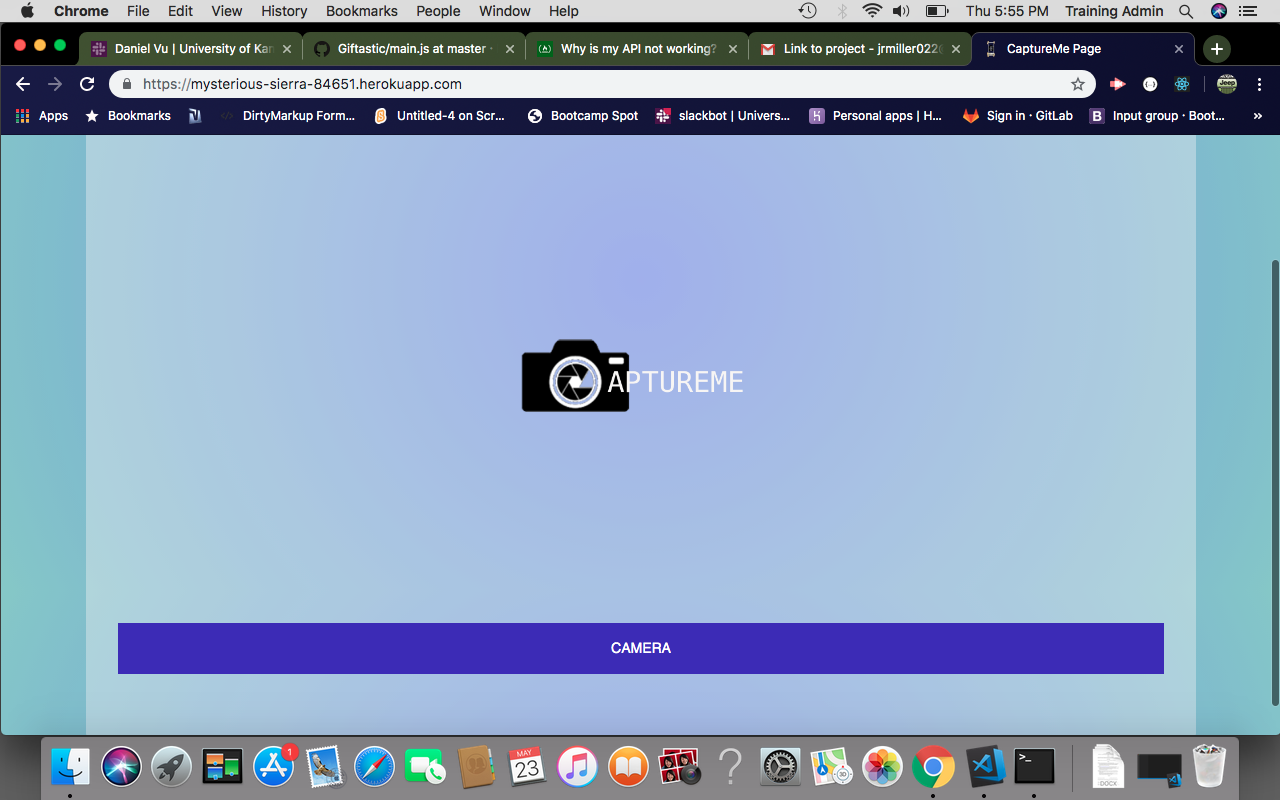 Chrome File Edit View History Bookmarks People Window Help Thu 5:55 PM Training Admin
Daniel Vu | University of Kan Giftastic/main.js at master · Why is my API not working? Link to project - jrmiller022@ CaptureMe Page
https://mysterious-sierra-84651.herokuapp.com
Apps Bookmarks DirtyMarkup Form... Untitled-4 on Scr... Bootcamp Spot slackbot | Univers... Personal apps | H... Sign in · GitLab B Input group · Boot... »
APTUREME
CAMERA
1
MAY
23
3D
>_
DOCX